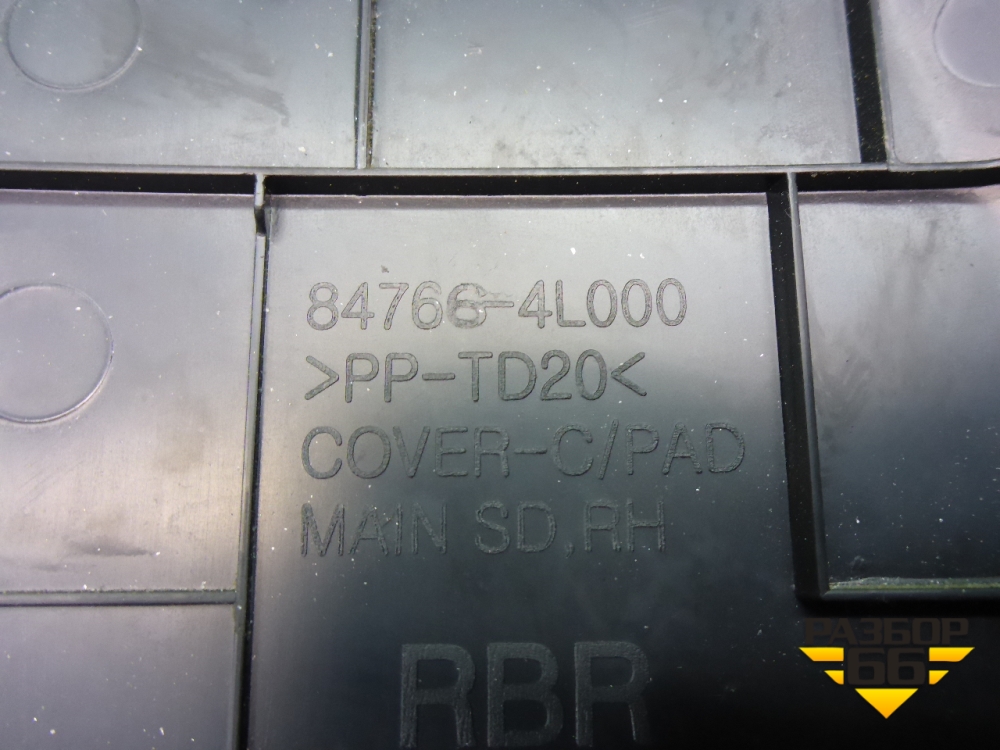 84766-4L000
>PP-TD20<
COVER-C/PAD
MAIN SD,RH
RBR
РАЗБОР
66